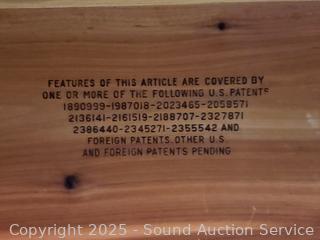 FEATURES OF THIS ARTICLE ARE COVERED BY
ONE OR MORE OF THE FOLLOWING U.S. PATENTS
1890999-1987018-2023465-2058571
2136141-2161519-2188707-2327871
2386440-2345271-2355542 AND
FOREIGN PATENTS. OTHER U.S.
AND FOREIGN PATENTS PENDING
Copyright 2025 - Sound Auction Service